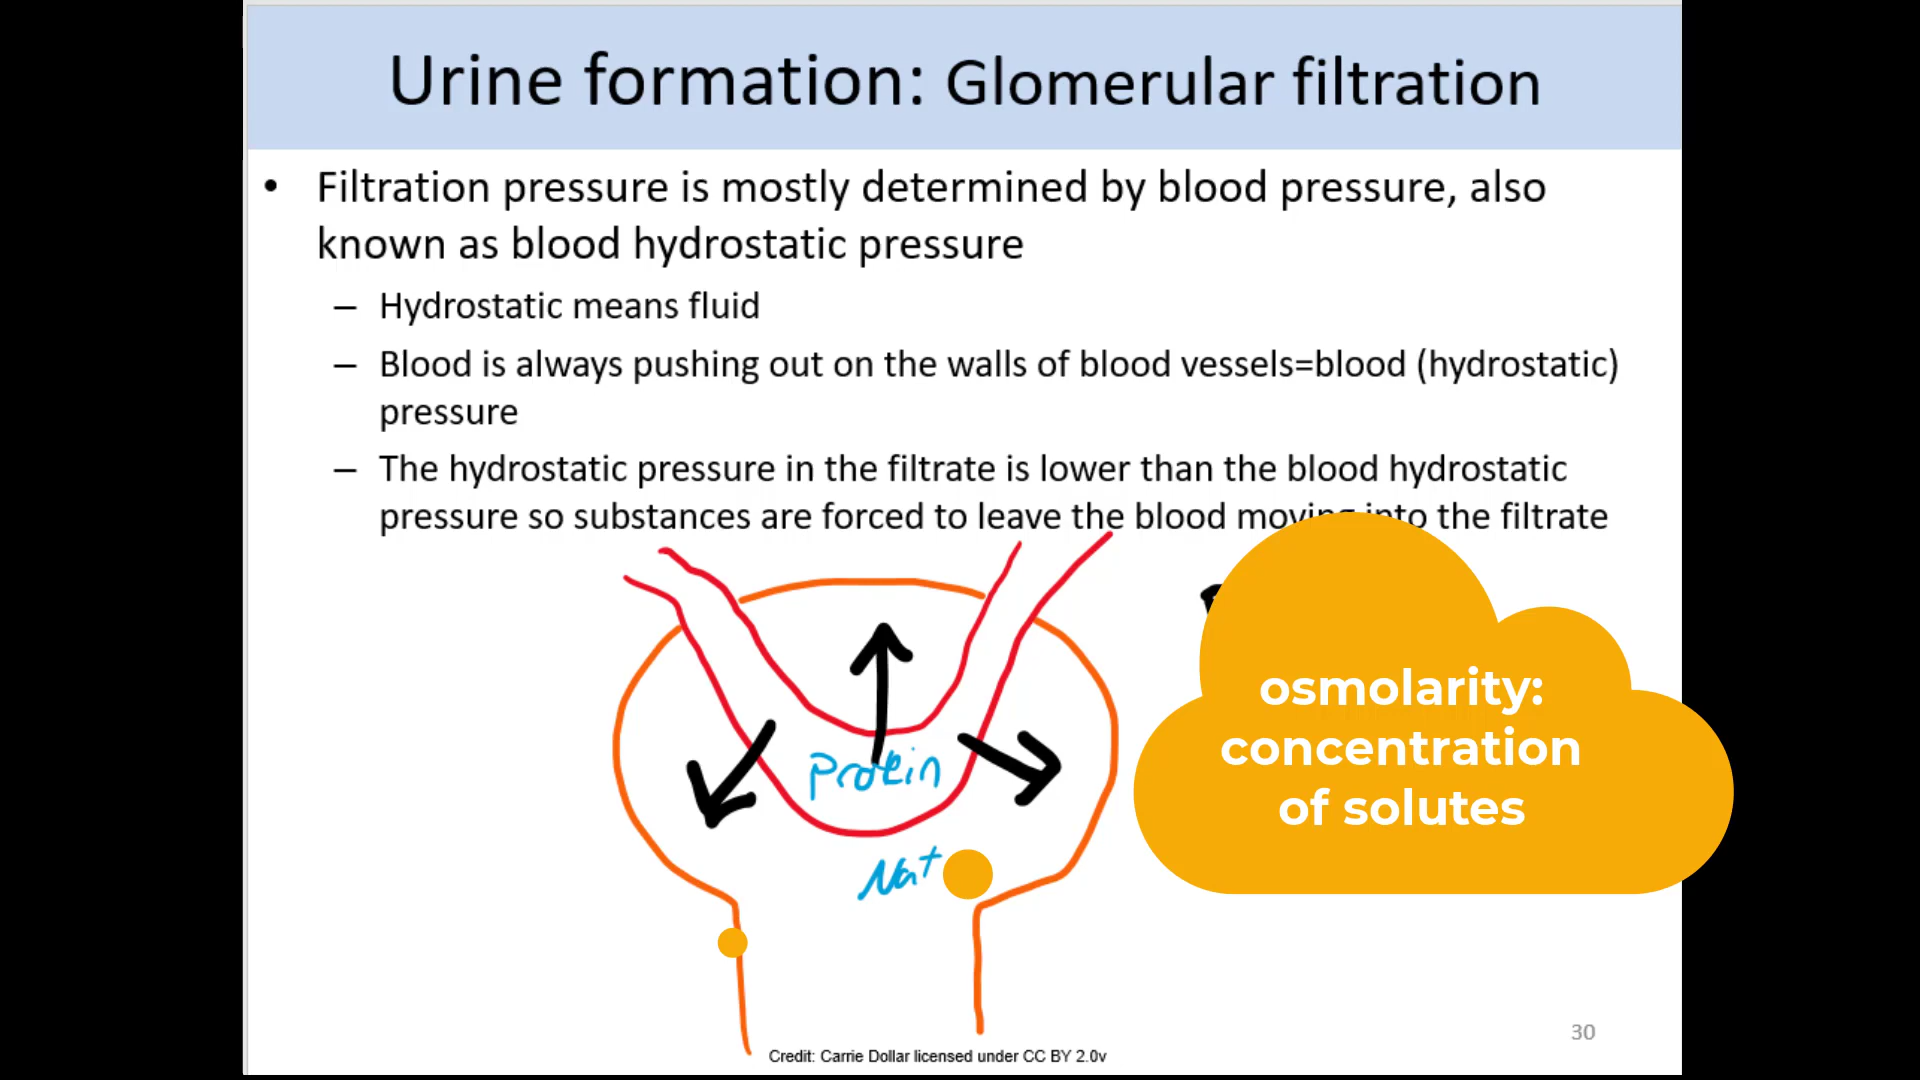 Urine formation: Glomerular filtration
• Filtration pressure is mostly determined by blood pressure, also
known as blood hydrostatic pressure
– Hydrostatic means fluid
– Blood is always pushing out on the walls of blood vessels=blood (hydrostatic)
pressure
– The hydrostatic pressure in the filtrate is lower than the blood hydrostatic
pressure so substances are forced to leave the blood moving into the filtrate
Protein
Na+
osmolarity:
concentration
of solutes
30
Credit: Carrie Dollar licensed under CC BY 2.0v